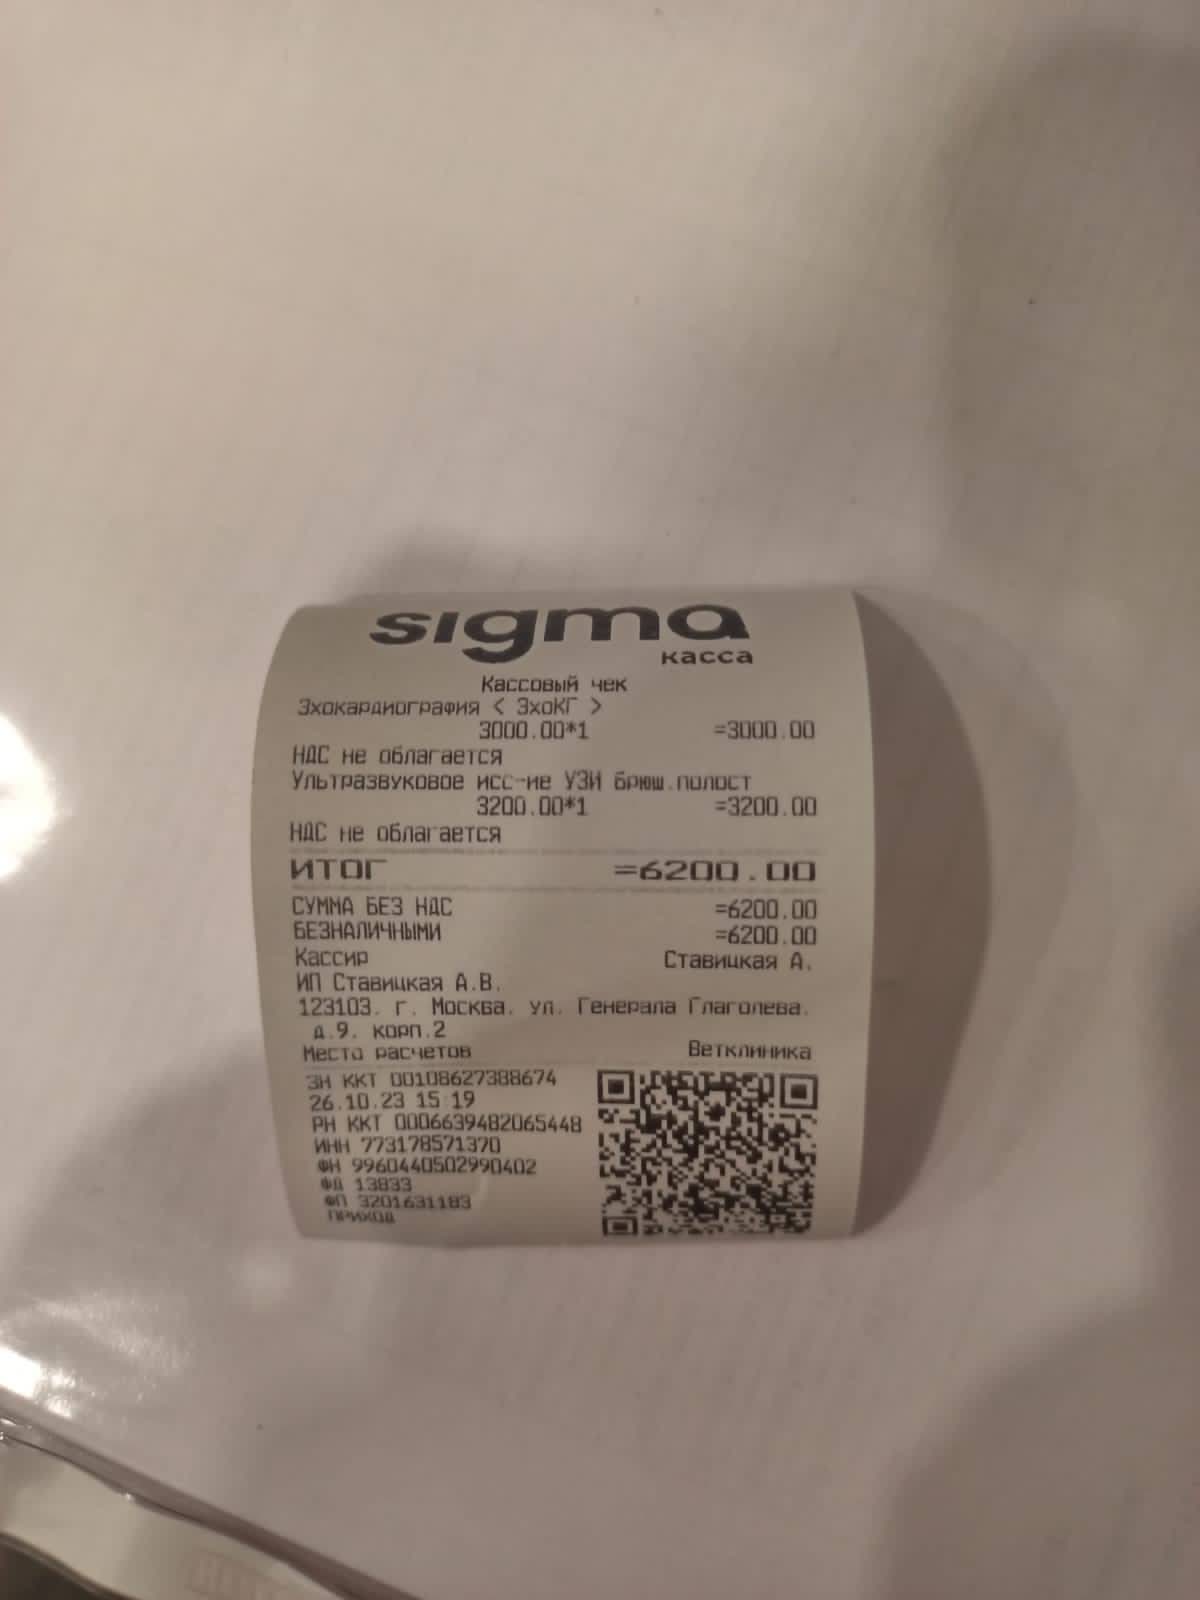 sigma
касса
Кассовый чек
Эхокардиография < ЭхоКГ >
3000.00*1 =3000.00
НДС не облагается
Ультразвуковое исс-ие УЗИ брюш.полост
3200.00*1 =3200.00
НДС не облагается
ИТОГ =6200.00
СУММА БЕЗ НДС =6200.00
БЕЗНАЛИЧНЫМИ =6200.00
Кассир Ставицкая А.
ИП Ставицкая А.В.
123103, г. Москва, ул. Генерала Глаголева,
д.9, корп.2
Место расчетов Ветклиника
ЗН ККТ 00108627388674
26.10.23 15:19
РН ККТ 0006639482065448
ИНН 773178571370
ФН 9960440502990402
ФД 13833
ФП 3201631183
ПРИХОД